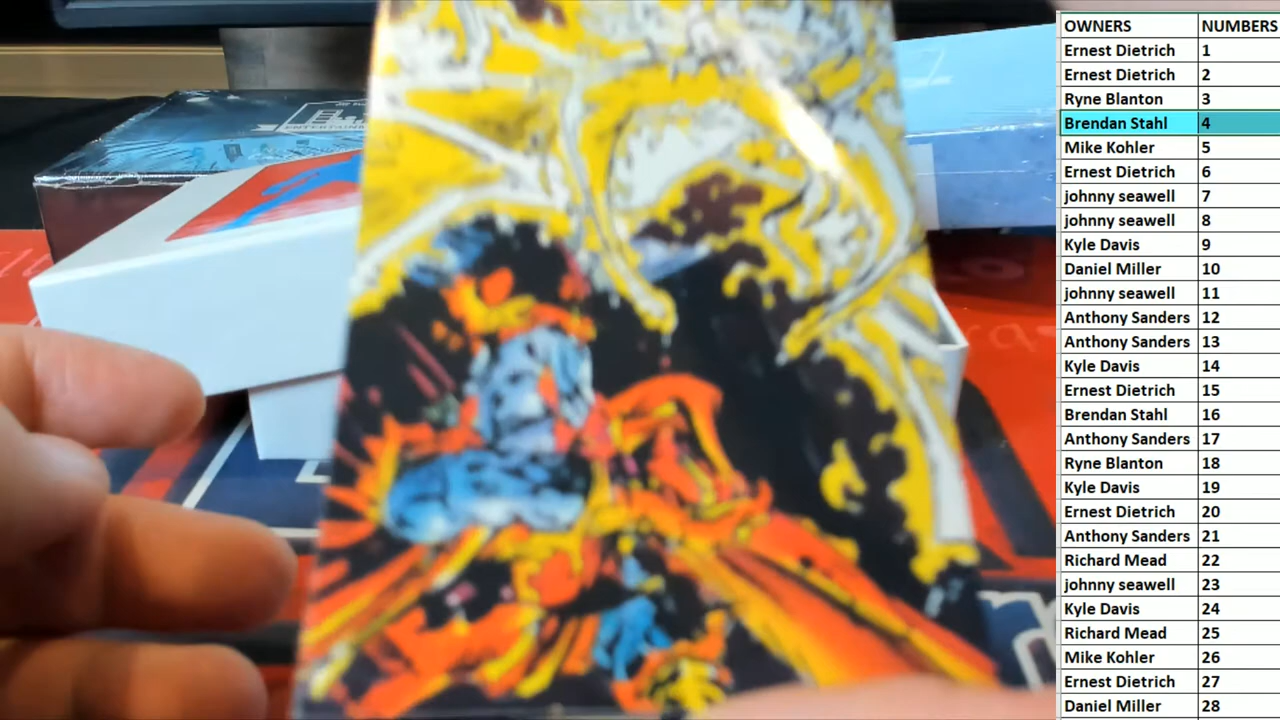 OWNERS NUMBERS
Ernest Dietrich 1
Ernest Dietrich 2
Ryne Blanton 3
Brendan Stahl 4
Mike Kohler 5
Ernest Dietrich 6
johnny seawell 7
johnny seawell 8
Kyle Davis 9
Daniel Miller 10
johnny seawell 11
Anthony Sanders 12
Anthony Sanders 13
Kyle Davis 14
Ernest Dietrich 15
Brendan Stahl 16
Anthony Sanders 17
Ryne Blanton 18
Kyle Davis 19
Ernest Dietrich 20
Anthony Sanders 21
Richard Mead 22
johnny seawell 23
Kyle Davis 24
Richard Mead 25
Mike Kohler 26
Ernest Dietrich 27
Daniel Miller 28